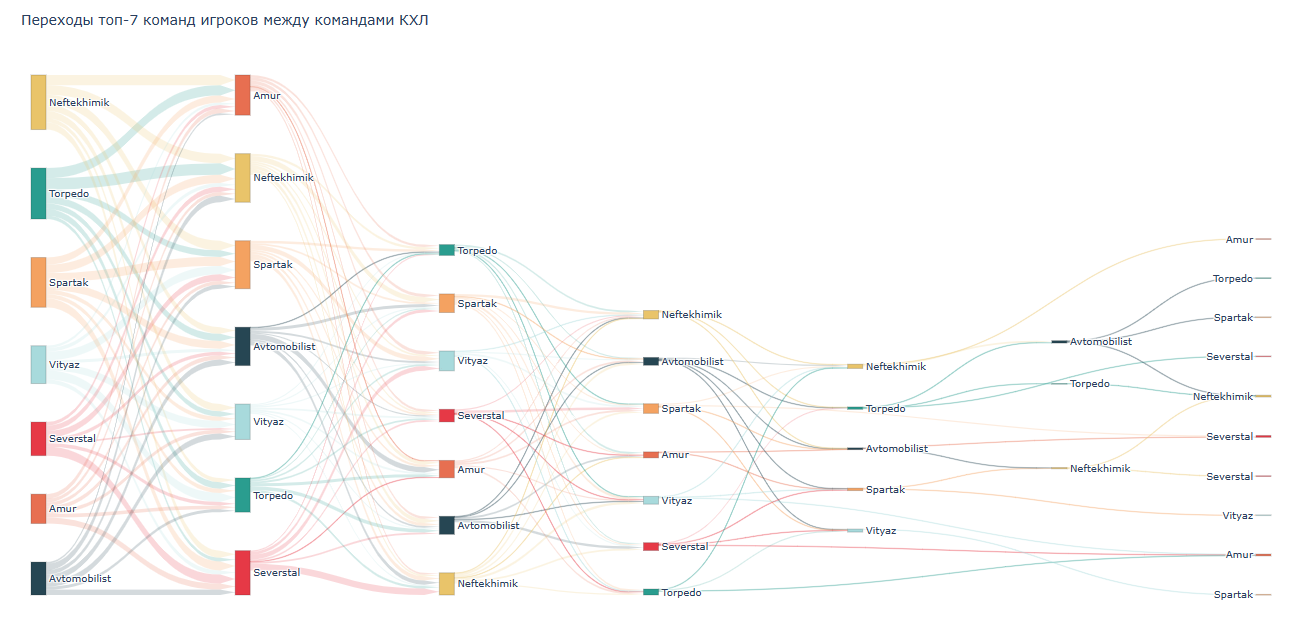 Переходы топ-7 команд игроков между командами КХЛ
Neftekhimik
Torpedo
Spartak
Vityaz
Severstal
Amur
Avtomobilist
Amur
Neftekhimik
Spartak
Avtomobilist
Vityaz
Torpedo
Severstal
Torpedo
Spartak
Vityaz
Severstal
Amur
Avtomobilist
Neftekhimik
Neftekhimik
Avtomobilist
Spartak
Amur
Vityaz
Severstal
Torpedo
Neftekhimik
Torpedo
Avtomobilist
Spartak
Vityaz
Avtomobilist
Torpedo
Neftekhimik
Amur
Torpedo
Spartak
Severstal
Neftekhimik
Severstal
Severstal
Vityaz
Amur
Spartak